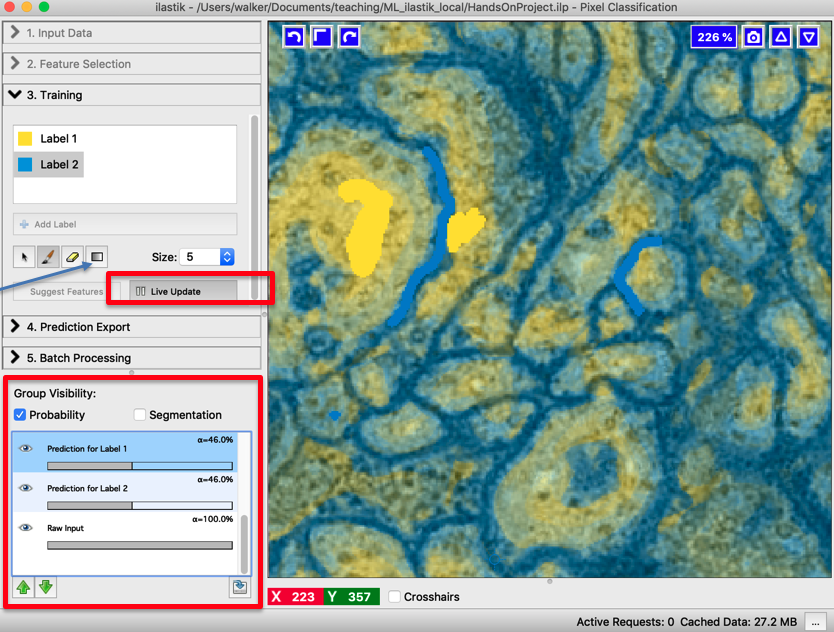 ilastik - /Users/walker/Documents/teaching/ML_ilastik_local/HandsOnProject.ilp - Pixel Classification
1. Input Data
2. Feature Selection
3. Training
Label 1
Label 2
Add Label
Size: 5
Suggest Features
Live Update
4. Prediction Export
5. Batch Processing
Group Visibility:
Probability
Segmentation
α=46.0%
Prediction for Label 1
α=46.0%
Prediction for Label 2
α=100.0%
Raw Input
226 %
X 223 Y 357 Crosshairs
Active Requests: 0 Cached Data: 27.2 MB ...